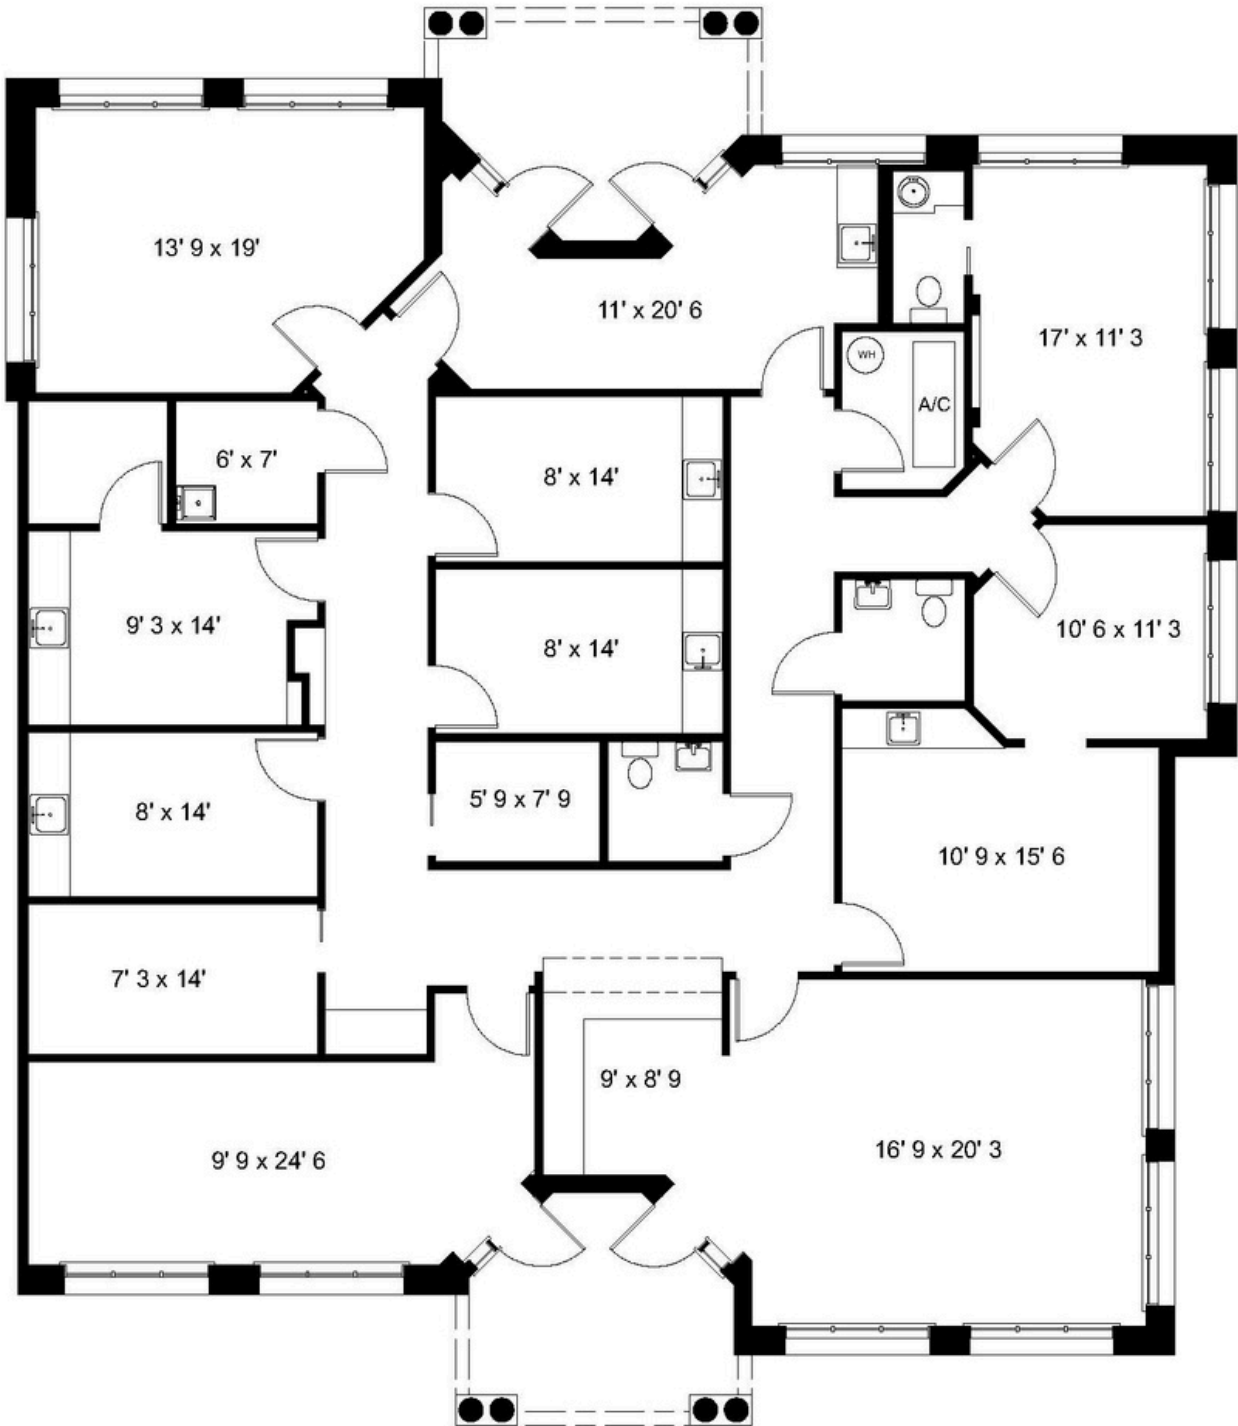 13' 9 x 19'
11' x 20' 6
17' x 11' 3
WH
A/C
6' x 7'
8' x 14'
9' 3 x 14'
8' x 14'
10' 6 x 11' 3
8' x 14'
5' 9 x 7' 9
10' 9 x 15' 6
7' 3 x 14'
9' x 8' 9
9' 9 x 24' 6
16' 9 x 20' 3